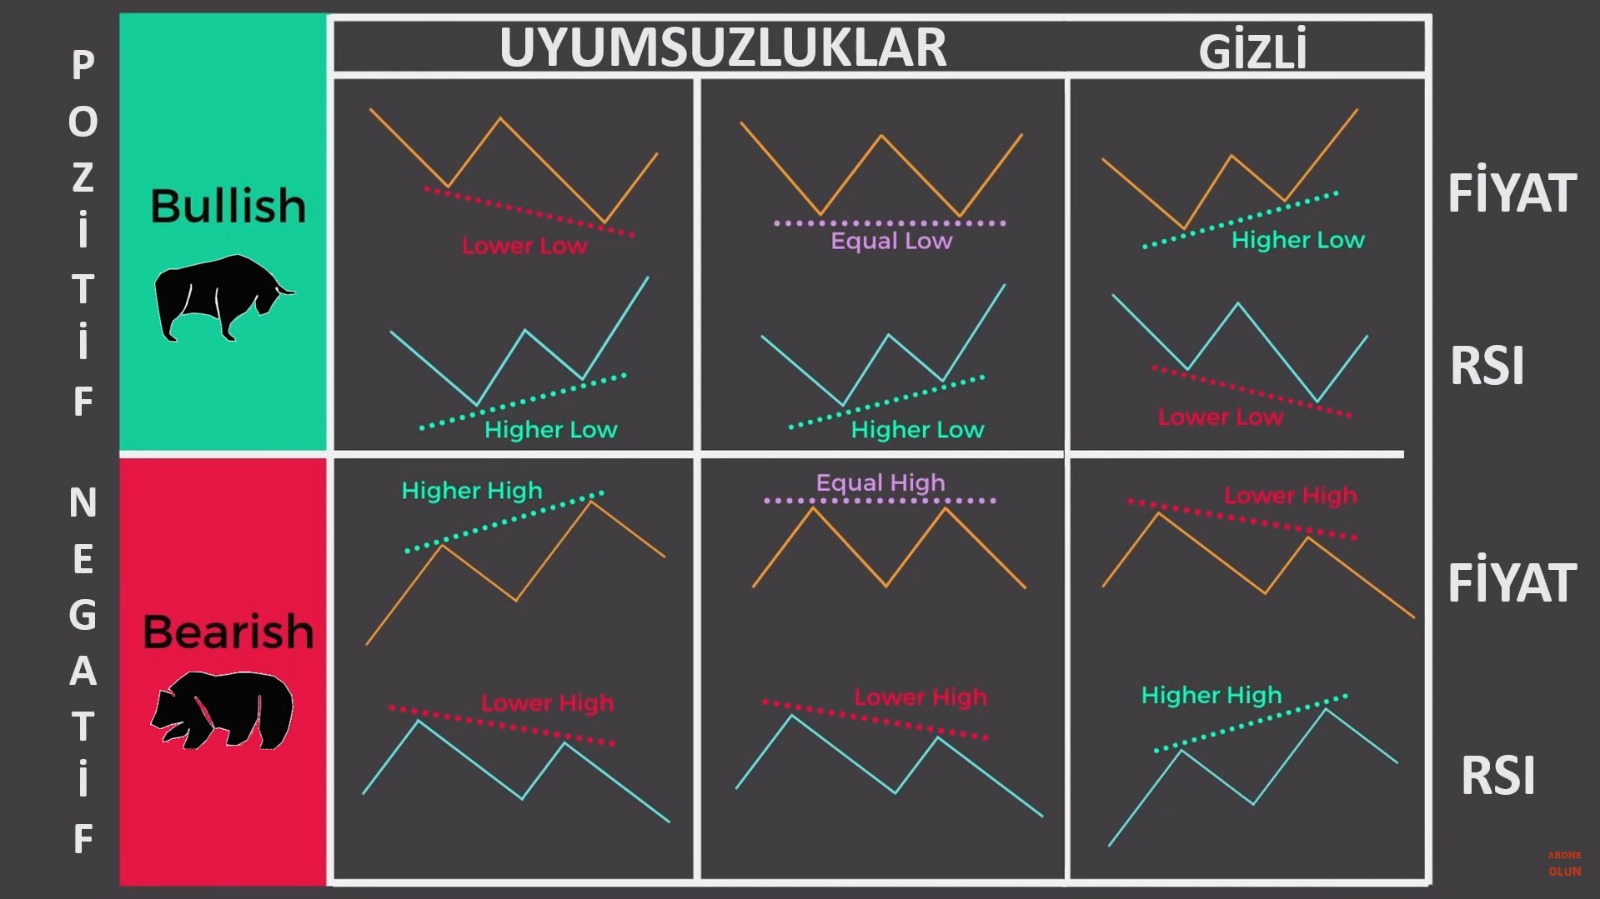 UYUMSUZLUKLAR
GİZLİ
POZİTİF
Bullish
Lower Low
Equal Low
Higher Low
FİYAT
Higher Low
Higher Low
Lower Low
RSI
NEGATİF
Bearish
Higher High
Equal High
Lower High
FİYAT
Lower High
Lower High
Higher High
RSI
ABONE
OLUN